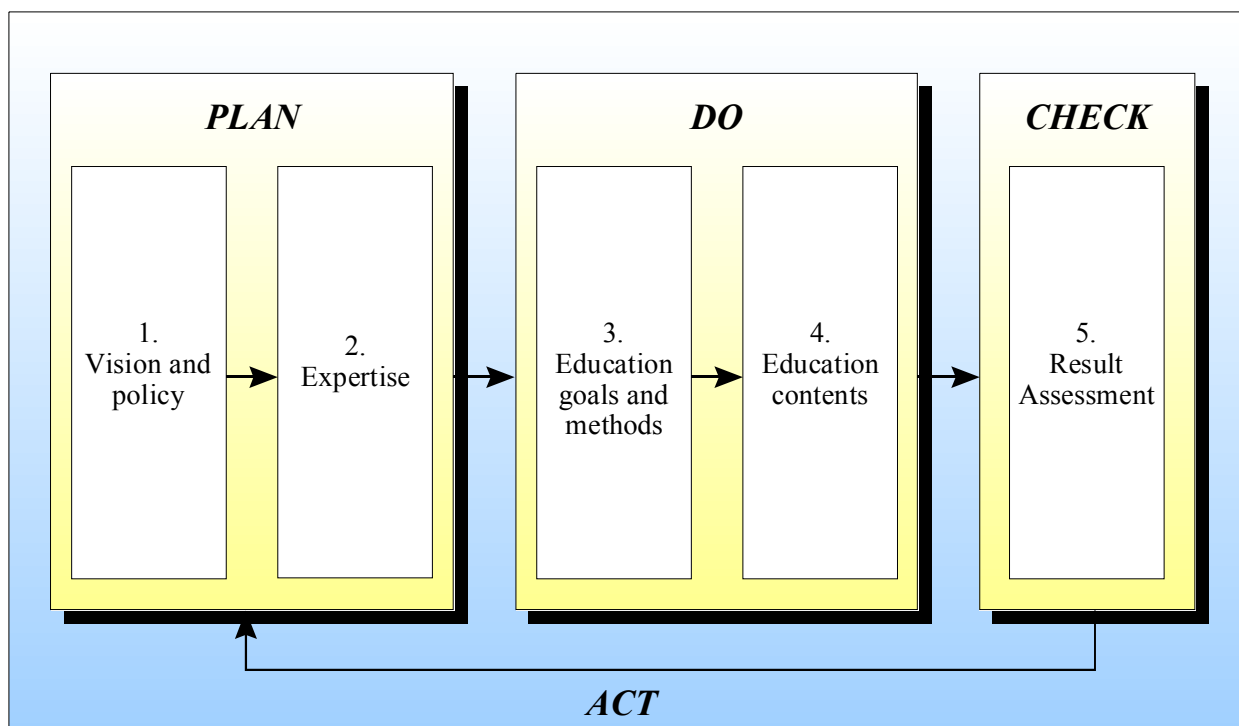 PLAN
1.
Vision and
policy
2.
Expertise
DO
3.
Education
goals and
methods
4.
Education
contents
CHECK
5.
Result
Assessment
ACT